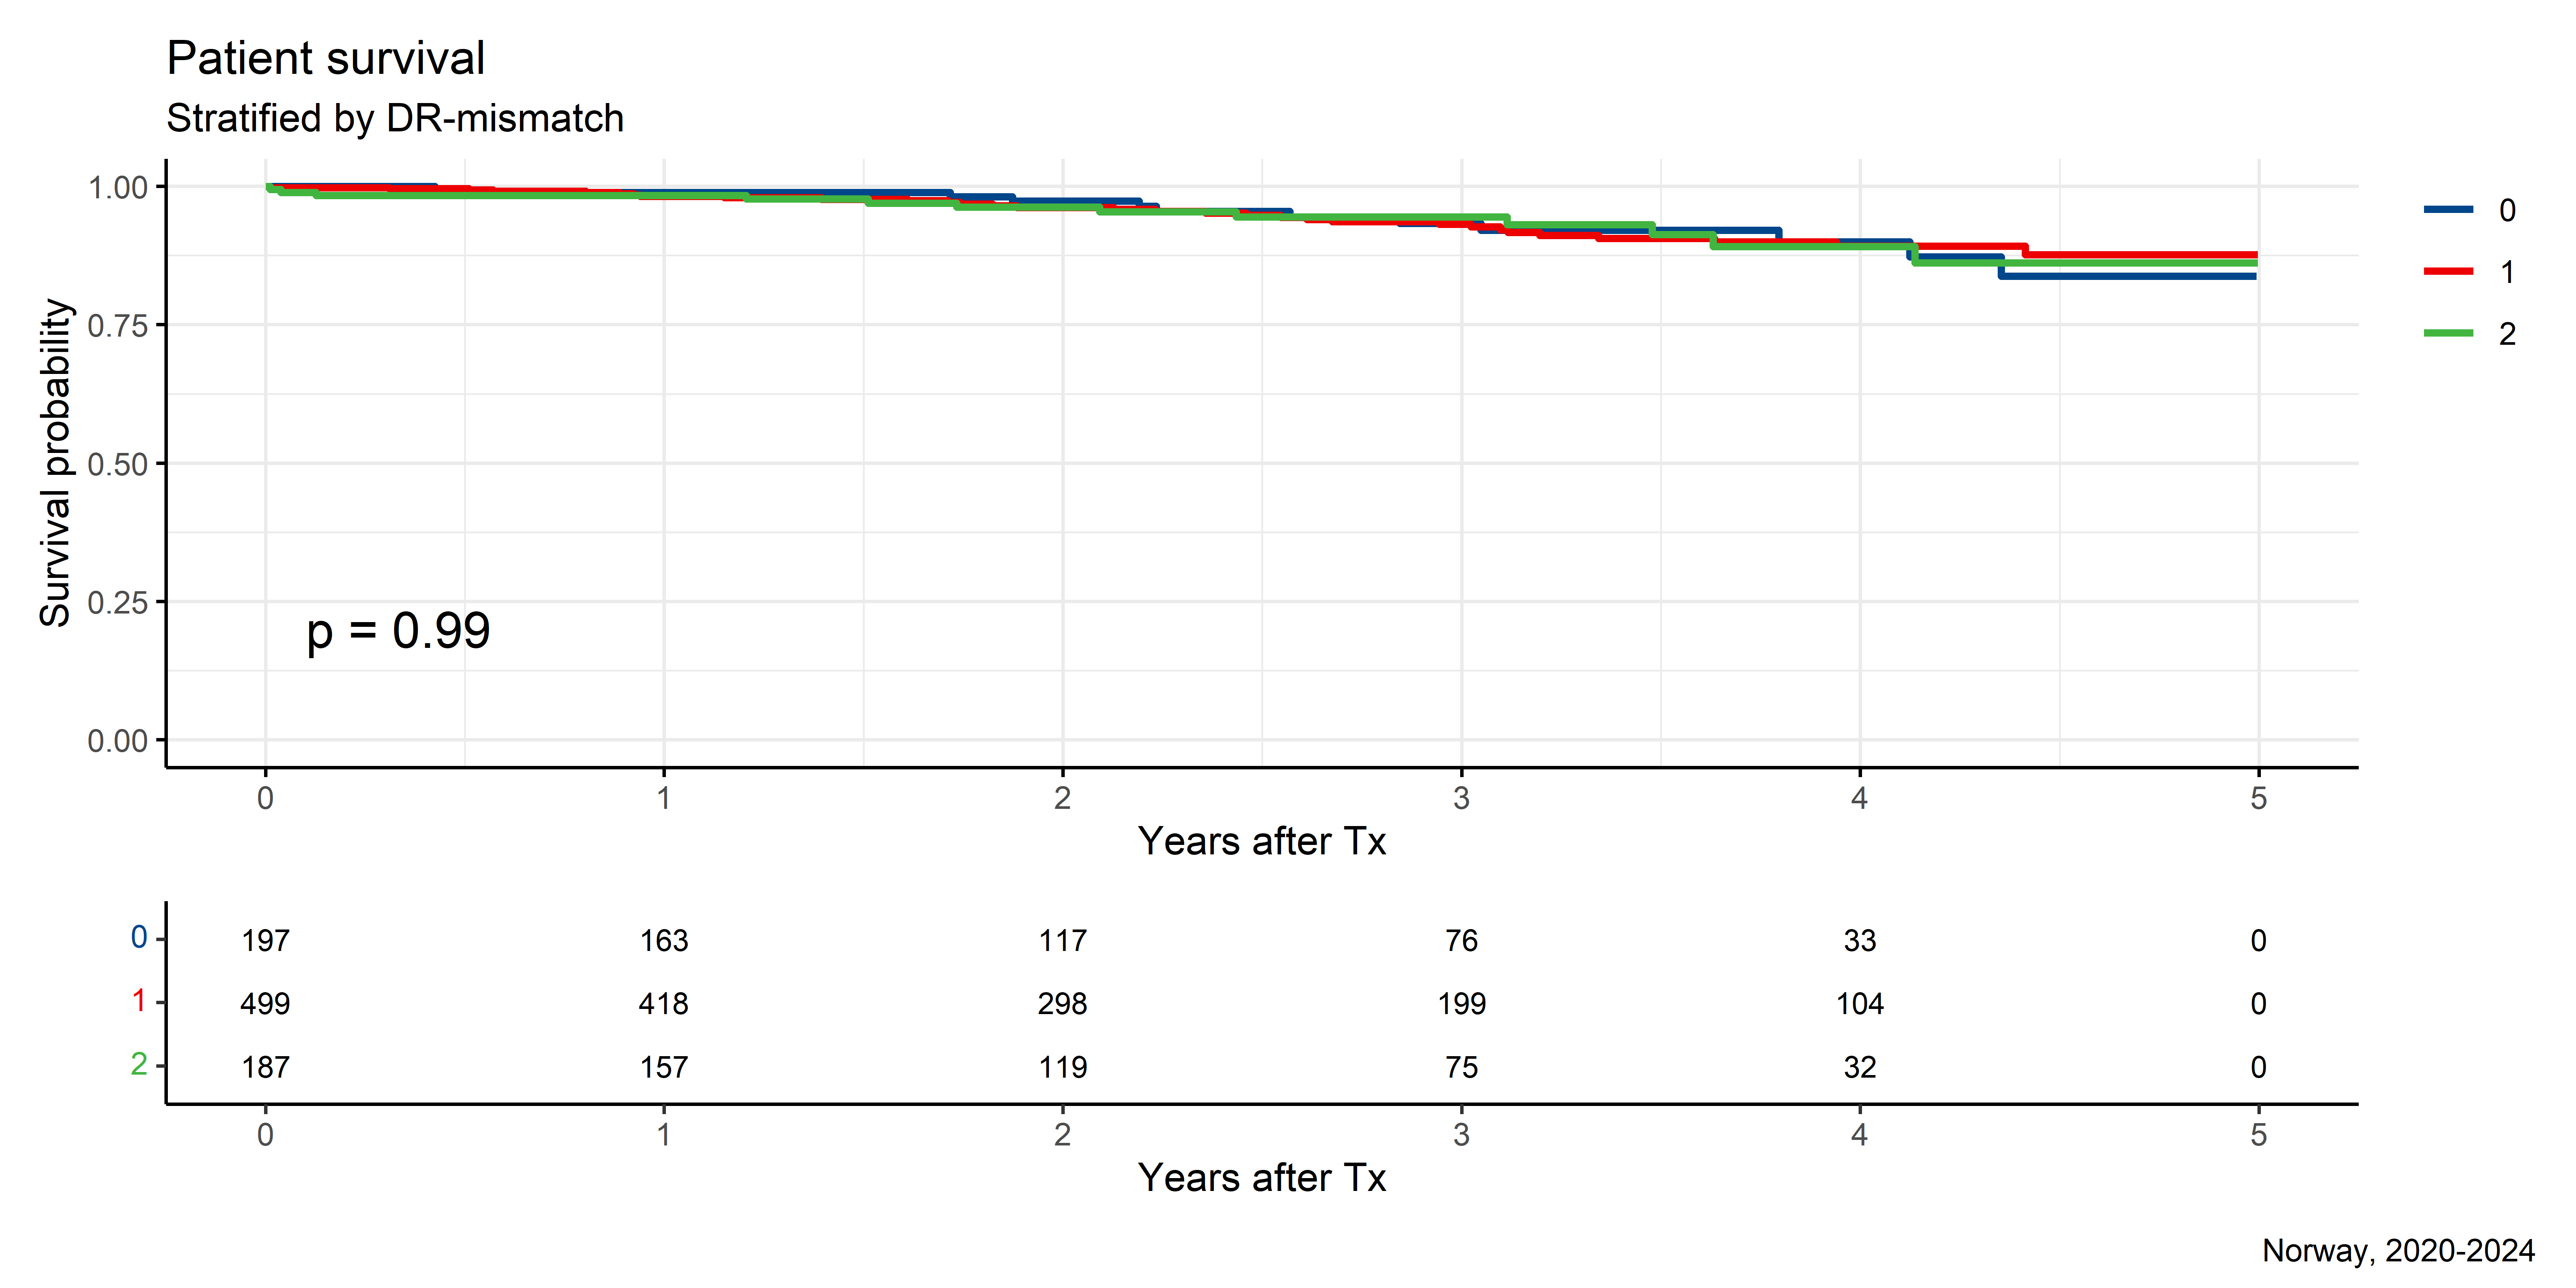 Patient survival
Stratified by DR-mismatch
Survival probability
1.00
0.75
0.50
0.25
0.00
p = 0.99
0 1 2 3 4 5
Years after Tx
0
1
2
0 197 163 117 76 33 0
1 499 418 298 199 104 0
2 187 157 119 75 32 0
0 1 2 3 4 5
Years after Tx
Norway, 2020-2024